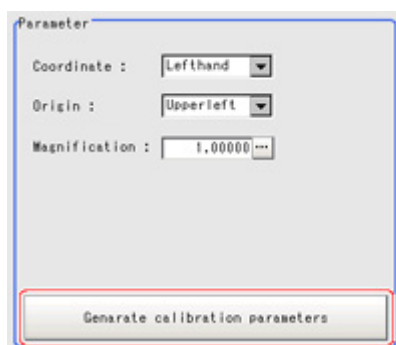 Parameter
Coordinate : Lefthand
Origin : Upperleft
Magnification : 1.00000 ...
Genarate calibration parameters